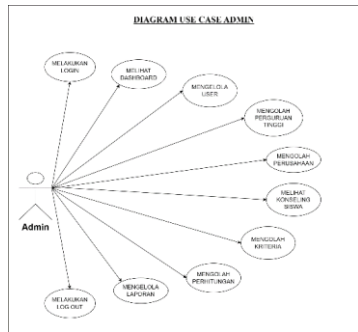 DIAGRAM USE CASE ADMIN
MELAKUKAN
LOGIN
MELIHAT
DASHBOARD
MENGELOLA
USER
MENGOLAH
PERGURUAN
TINGGI
MENGOLAH
PERUSAHAAN
MELIHAT
KONSELING
SISWA
MENGOLAH
KRITERIA
MENGOLAH
PERHITUNGAN
MENGELOLA
LAPORAN
MELAKUKAN
LOG OUT
Admin